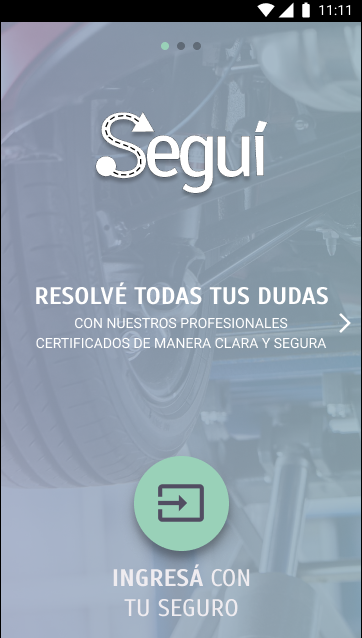 11:11
Seguí
RESOLVÉ TODAS TUS DUDAS
CON NUESTROS PROFESIONALES
CERTIFICADOS DE MANERA CLARA Y SEGURA
INGRESÁ CON
TU SEGURO